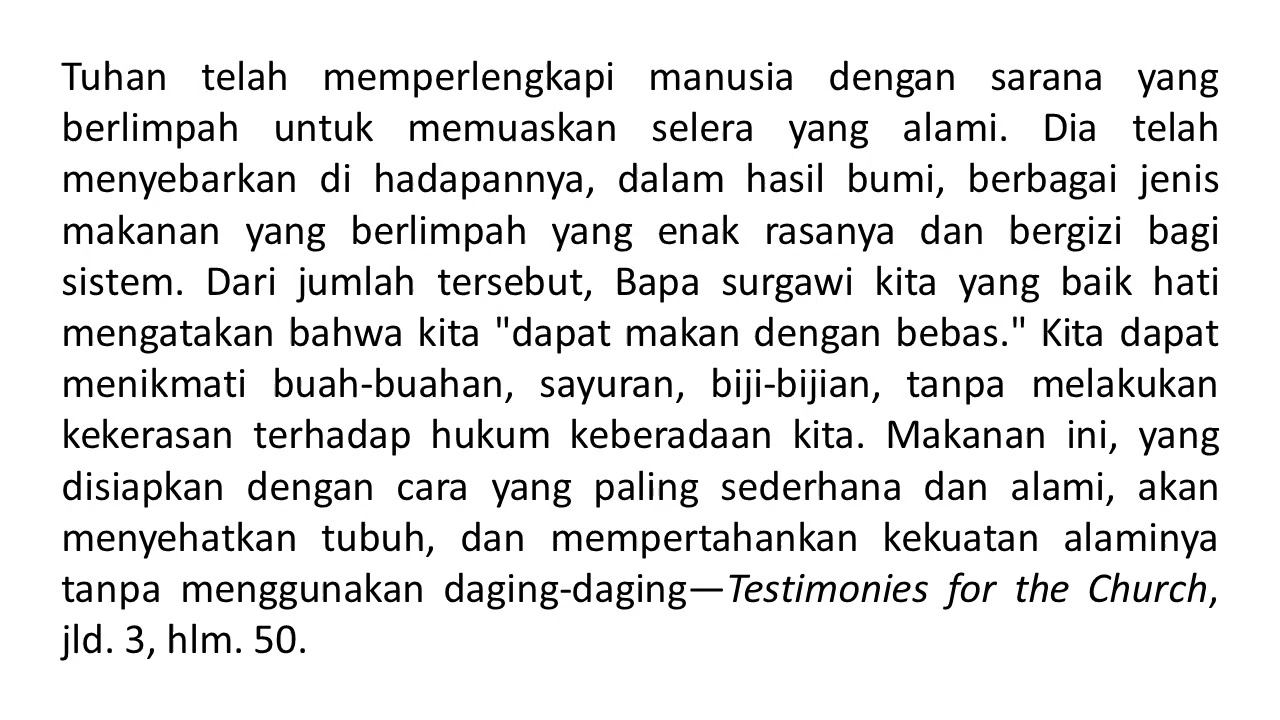 Tuhan telah memperlengkapi manusia dengan sarana yang
berlimpah untuk memuaskan selera yang alami. Dia telah
menyebarkan di hadapannya, dalam hasil bumi, berbagai jenis
makanan yang berlimpah yang enak rasanya dan bergizi bagi
sistem. Dari jumlah tersebut, Bapa surgawi kita yang baik hati
mengatakan bahwa kita "dapat makan dengan bebas." Kita dapat
menikmati buah-buahan, sayuran, biji-bijian, tanpa melakukan
kekerasan terhadap hukum keberadaan kita. Makanan ini, yang
disiapkan dengan cara yang paling sederhana dan alami, akan
menyehatkan tubuh, dan mempertahankan kekuatan alaminya
tanpa menggunakan daging-daging—Testimonies for the Church,
jld. 3, hlm. 50.